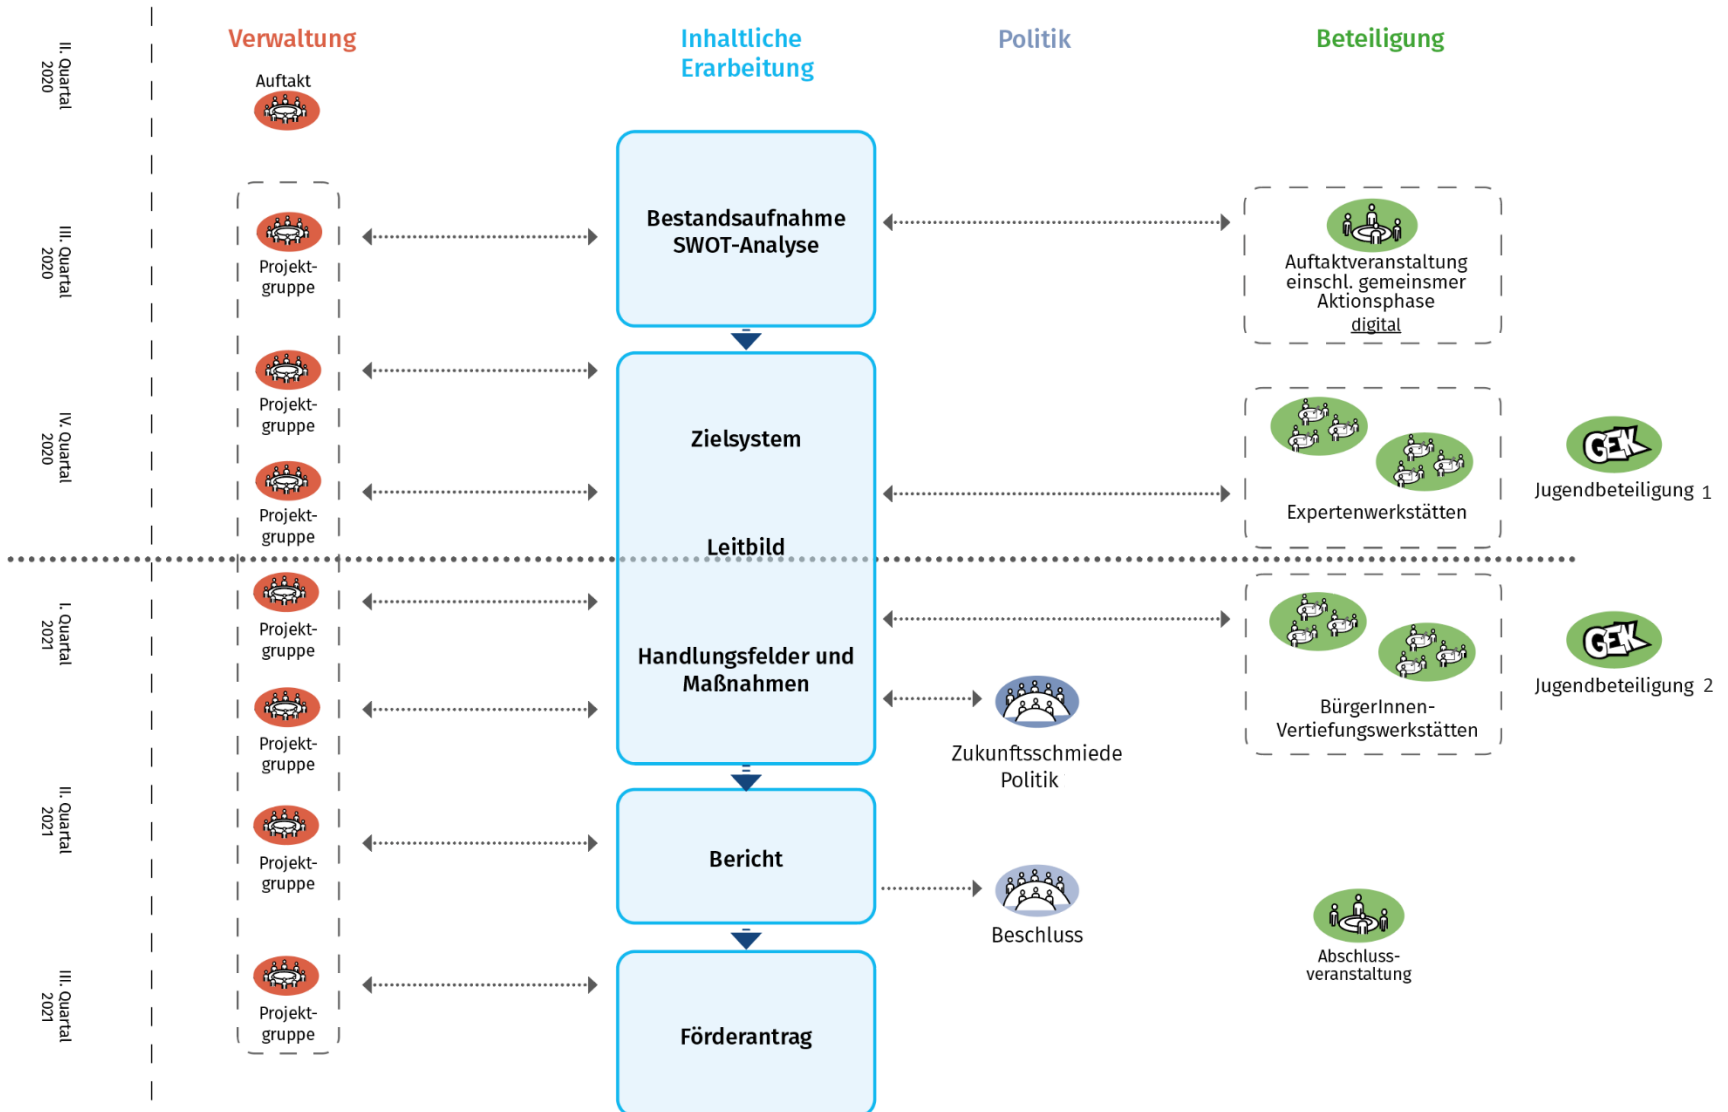 Verwaltung
Inhaltliche
Erarbeitung
Politik
Beteiligung
II. Quartal
2020
Auftakt
Bestandsaufnahme
SWOT-Analyse
III. Quartal
2020
Projekt-
gruppe
Auftaktveranstaltung
einschl. gemeinsmer
Aktionsphase
digital
Projekt-
gruppe
IV. Quartal
2020
Zielsystem
GEK
Jugendbeteiligung 1
Expertenwerkstätten
Projekt-
gruppe
Leitbild
I. Quartal
2021
Projekt-
gruppe
Handlungsfelder und
Maßnahmen
GEK
Jugendbeteiligung 2
BürgerInnen-
Vertiefungswerkstätten
Projekt-
gruppe
Zukunftsschmiede
Politik
II. Quartal
2021
Projekt-
gruppe
Bericht
Beschluss
Abschluss-
veranstaltung
III. Quartal
2021
Projekt-
gruppe
Förderantrag